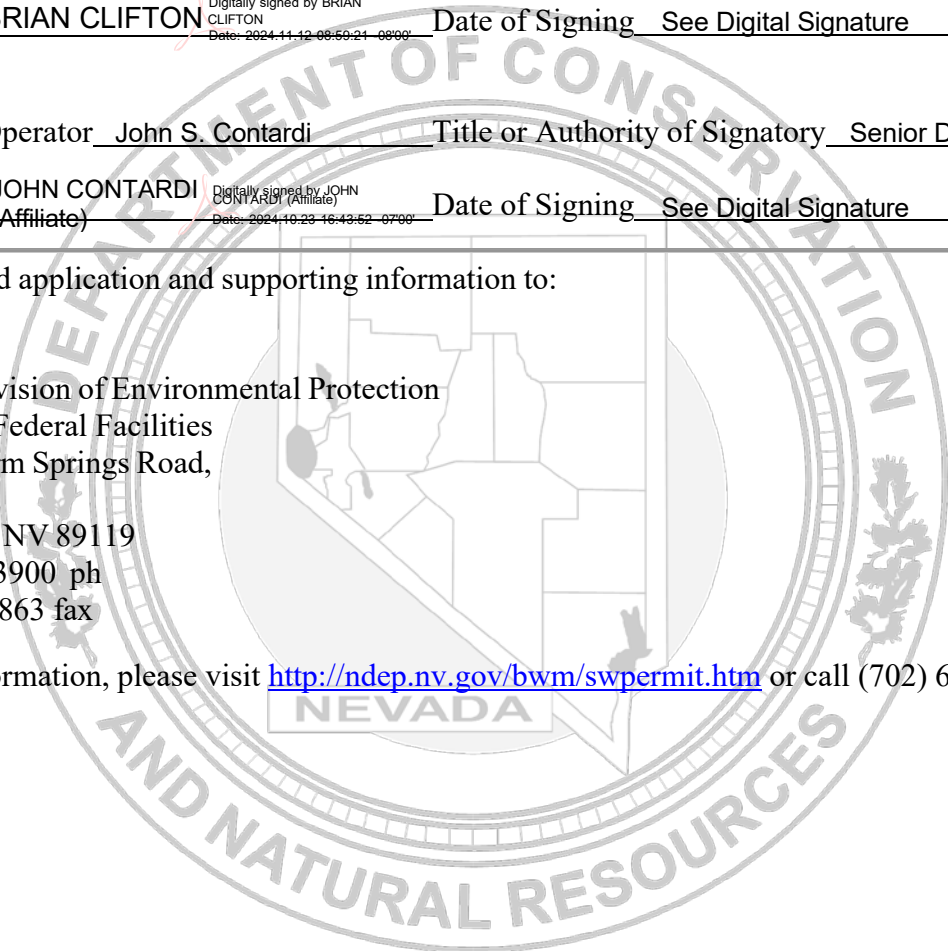 BRIAN CLIFTON Digitally signed by BRIAN CLIFTON Date: 2024.11.12 08:59:21 -08'00' Date of Signing See Digital Signature
Operator John S. Contardi Title or Authority of Signatory Senior D
JOHN CONTARDI (Affiliate) Digitally signed by JOHN CONTARDI (Affiliate) Date: 2024.10.23 16:43:52 -07'00' Date of Signing See Digital Signature
d application and supporting information to:
vision of Environmental Protection
Federal Facilities
rm Springs Road,
NV 89119
3900 ph
863 fax
ormation, please visit http://ndep.nv.gov/bwm/swpermit.htm or call (702) 6
DEPARTMENT OF CONSERVATION
AND NATURAL RESOURCES
NEVADA